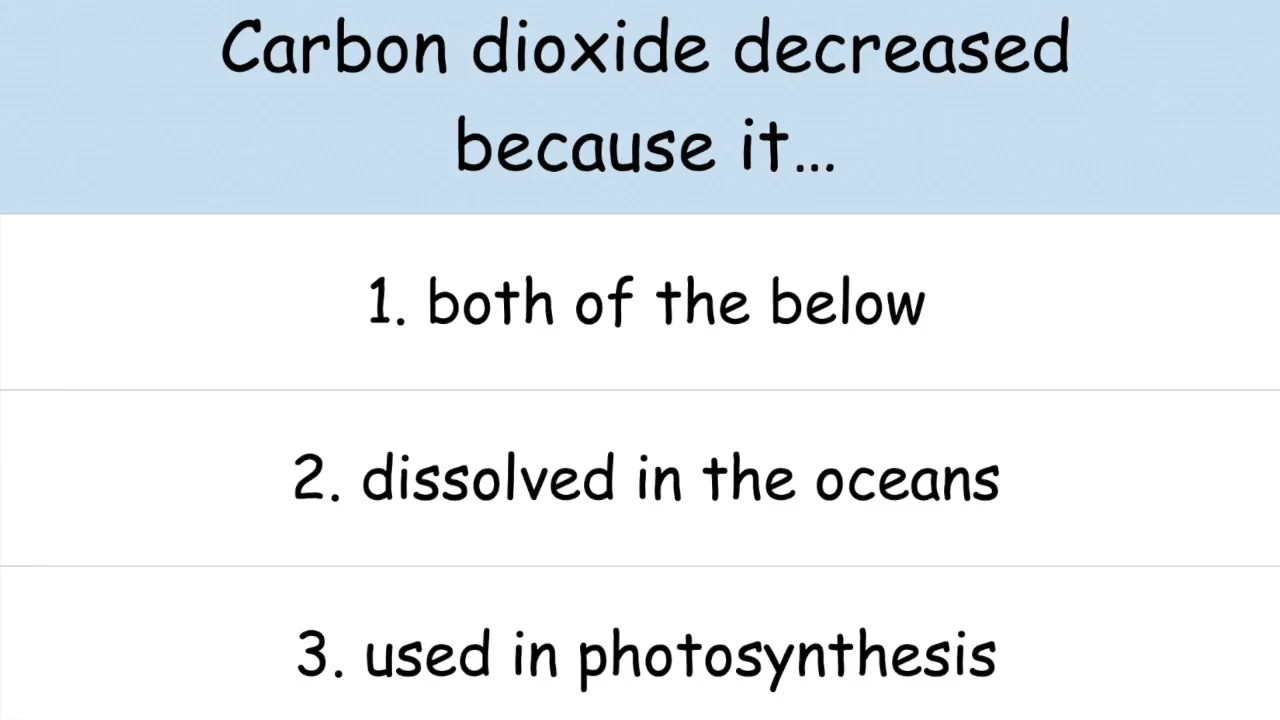 Carbon dioxide decreased
because it...
1. both of the below
2. dissolved in the oceans
3. used in photosynthesis